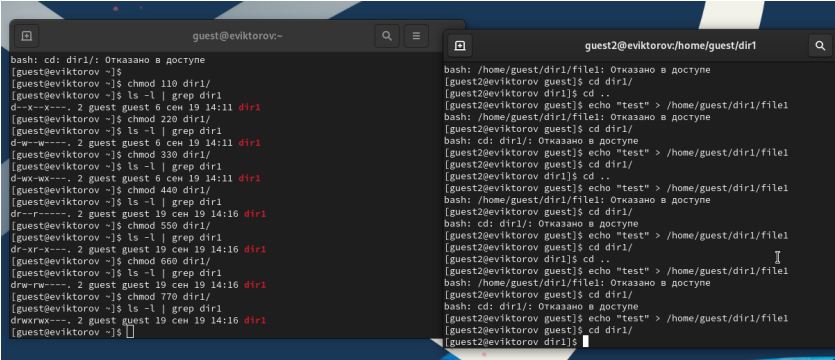 guest@eviktorov:~
bash: cd: dir1/: Отказано в доступе
[guest@eviktorov ~]$
[guest@eviktorov ~]$ chmod 110 dir1/
[guest@eviktorov ~]$ ls -l | grep dir1
d--x--x---. 2 guest guest 6 сен 19 14:11 dir1
[guest@eviktorov ~]$ chmod 220 dir1/
[guest@eviktorov ~]$ ls -l | grep dir1
d-w--w----. 2 guest guest 6 сен 19 14:11 dir1
[guest@eviktorov ~]$ chmod 330 dir1/
[guest@eviktorov ~]$ ls -l | grep dir1
d-wx-wx---. 2 guest guest 6 сен 19 14:11 dir1
[guest@eviktorov ~]$ chmod 440 dir1/
[guest@eviktorov ~]$ ls -l | grep dir1
dr--r-----. 2 guest guest 19 сен 19 14:16 dir1
[guest@eviktorov ~]$ chmod 550 dir1/
[guest@eviktorov ~]$ ls -l | grep dir1
dr-xr-x---. 2 guest guest 19 сен 19 14:16 dir1
[guest@eviktorov ~]$ chmod 660 dir1/
[guest@eviktorov ~]$ ls -l | grep dir1
drw-rw----. 2 guest guest 19 сен 19 14:16 dir1
[guest@eviktorov ~]$ chmod 770 dir1/
[guest@eviktorov ~]$ ls -l | grep dir1
drwxrwx---. 2 guest guest 19 сен 19 14:16 dir1
[guest@eviktorov ~]$
guest2@eviktorov:/home/guest/dir1
bash: /home/guest/dir1/file1: Отказано в доступе
[guest2@eviktorov guest]$ cd dir1/
[guest2@eviktorov dir1]$ cd ..
[guest2@eviktorov guest]$ echo "test" > /home/guest/dir1/file1
bash: /home/guest/dir1/file1: Отказано в доступе
[guest2@eviktorov guest]$ cd dir1/
bash: cd: dir1/: Отказано в доступе
[guest2@eviktorov guest]$ echo "test" > /home/guest/dir1/file1
[guest2@eviktorov guest]$ cd dir1/
[guest2@eviktorov dir1]$ cd ..
[guest2@eviktorov guest]$ echo "test" > /home/guest/dir1/file1
bash: /home/guest/dir1/file1: Отказано в доступе
[guest2@eviktorov guest]$ cd dir1/
bash: cd: dir1/: Отказано в доступе
[guest2@eviktorov guest]$ echo "test" > /home/guest/dir1/file1
[guest2@eviktorov guest]$ cd dir1/
[guest2@eviktorov dir1]$ cd ..
[guest2@eviktorov guest]$ echo "test" > /home/guest/dir1/file1
bash: /home/guest/dir1/file1: Отказано в доступе
[guest2@eviktorov guest]$ cd dir1/
bash: cd: dir1/: Отказано в доступе
[guest2@eviktorov guest]$ echo "test" > /home/guest/dir1/file1
[guest2@eviktorov guest]$ cd dir1/
[guest2@eviktorov dir1]$